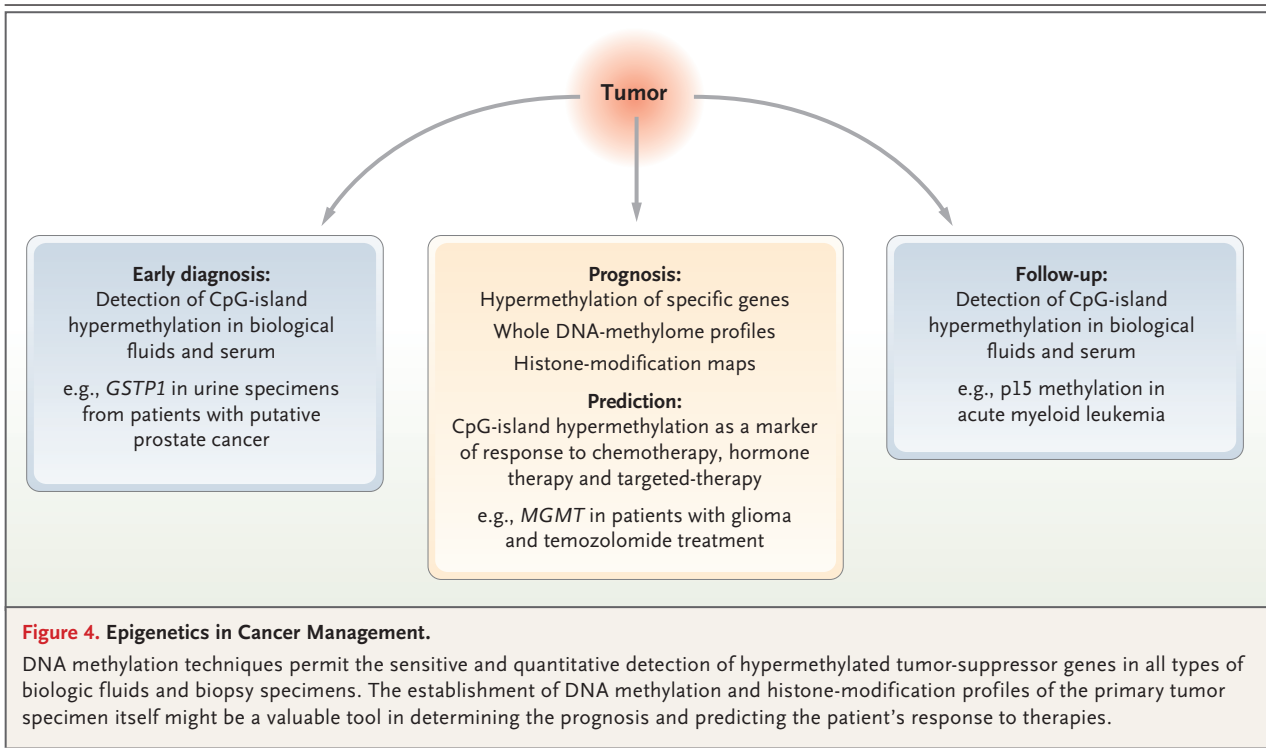 Tumor
Early diagnosis:
Detection of CpG-island
hypermethylation in biological
fluids and serum
e.g., GSTP1 in urine specimens
from patients with putative
prostate cancer
Prognosis:
Hypermethylation of specific genes
Whole DNA-methylome profiles
Histone-modification maps
Prediction:
CpG-island hypermethylation as a marker
of response to chemotherapy, hormone
therapy and targeted-therapy
e.g., MGMT in patients with glioma
and temozolomide treatment
Follow-up:
Detection of CpG-island
hypermethylation in biological
fluids and serum
e.g., p15 methylation in
acute myeloid leukemia
Figure 4. Epigenetics in Cancer Management.
DNA methylation techniques permit the sensitive and quantitative detection of hypermethylated tumor-suppressor genes in all types of
biologic fluids and biopsy specimens. The establishment of DNA methylation and histone-modification profiles of the primary tumor
specimen itself might be a valuable tool in determining the prognosis and predicting the patient's response to therapies.